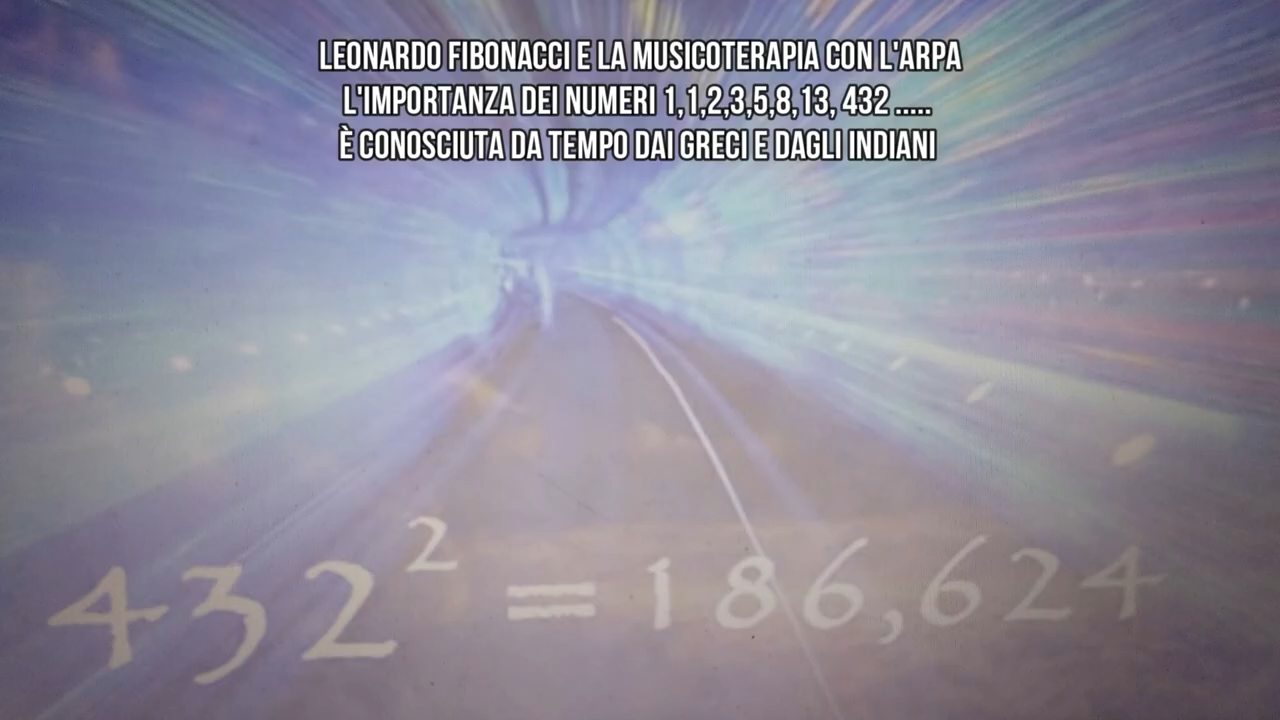 LEONARDO FIBONACCI E LA MUSICOTERAPIA CON L'ARPA
L'IMPORTANZA DEI NUMERI 1,1,2,3,5,8,13, 432 .....
È CONOSCIUTA DA TEMPO DAI GRECI E DAGLI INDIANI
432² = 186,624